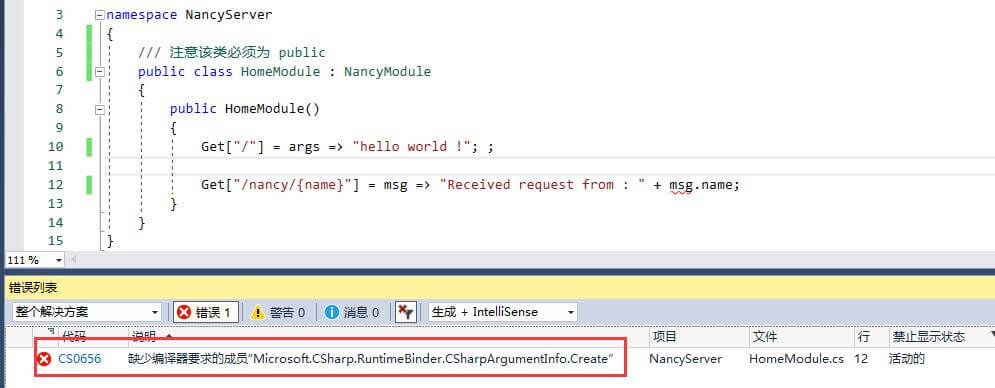 3 namespace NancyServer
4 {
5 /// 注意该类必须为 public
6 public class HomeModule : NancyModule
7 {
8 public HomeModule()
9 {
10 Get["/"] = args => "hello world !"; ;
11
12 Get["/nancy/{name}"] = msg => "Received request from : " + msg.name;
13 }
14 }
15 }
111 %
错误列表
整个解决方案 错误 1 警告 0 消息 0 生成 + IntelliSense
代码 说明 项目 文件 行 禁止显示状态
CS0656 缺少编译器要求的成员“Microsoft.CSharp.RuntimeBinder.CSharpArgumentInfo.Create” NancyServer HomeModule.cs 12 活动的